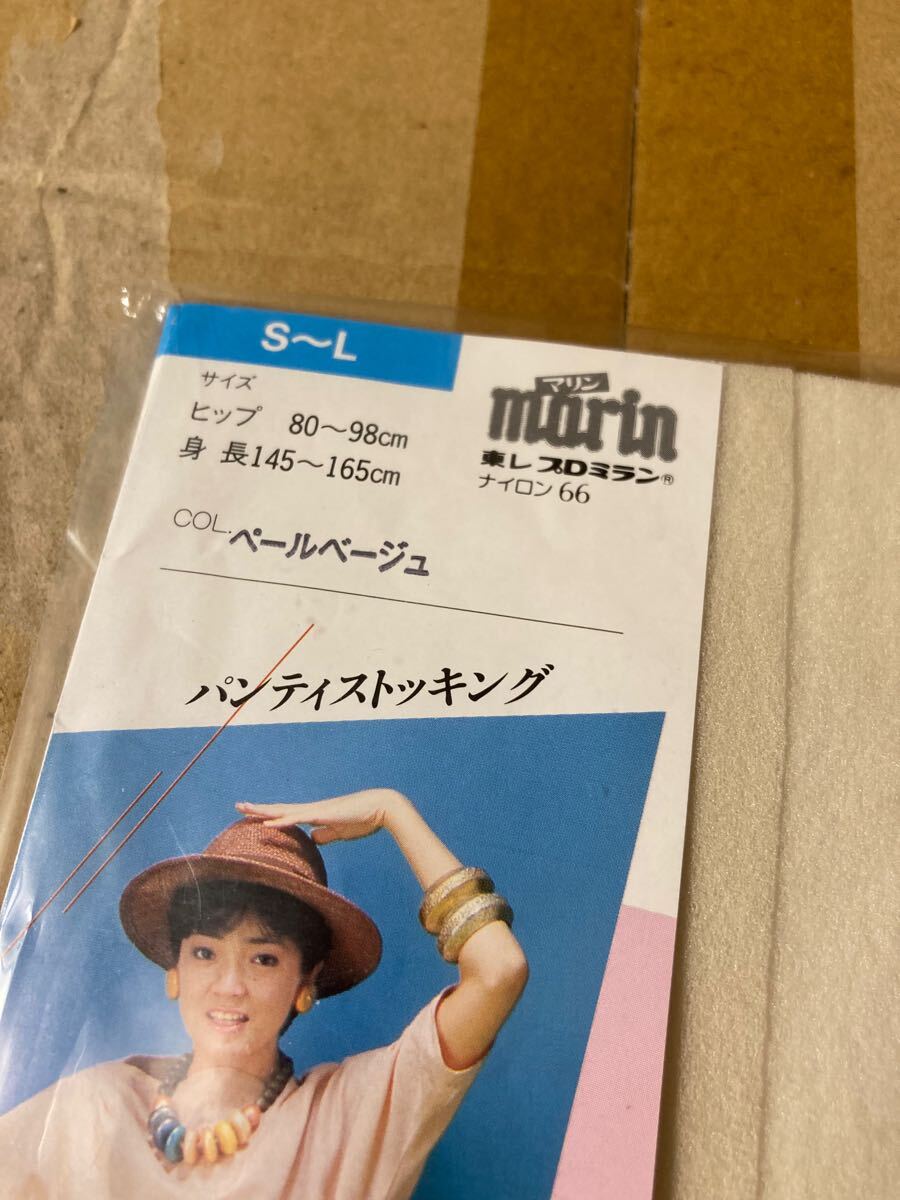 S～L
サイズ
ヒップ 80～98cm
身長145～165cm
マリン
marin
東レ プロミラン®
ナイロン66
COL.ペールベージュ
パンティストッキング